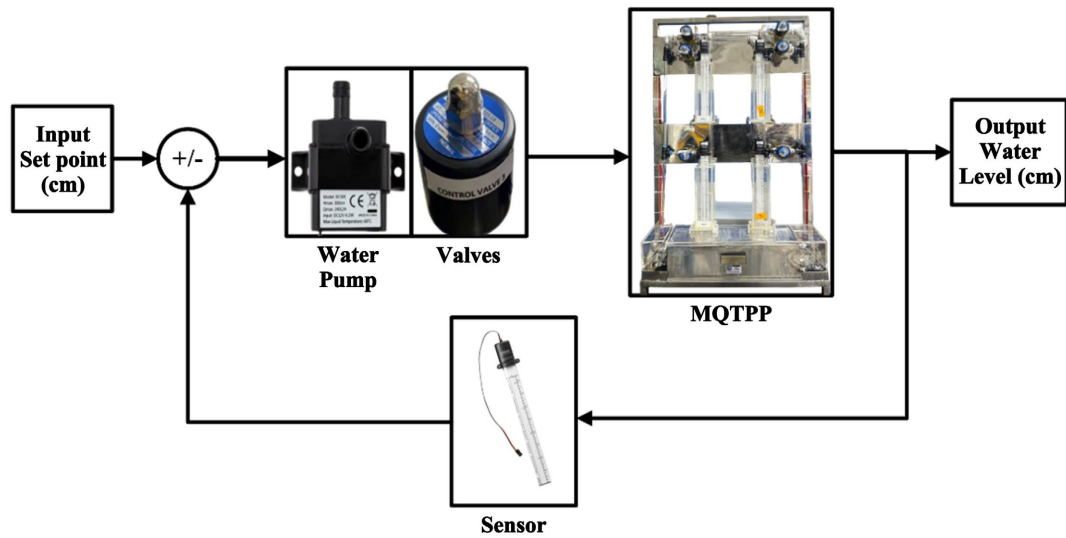 Input
Set point
(cm)
+/-
CONTROL VALVE
Water
Pump
Valves
MQTPP
Output
Water
Level (cm)
Sensor